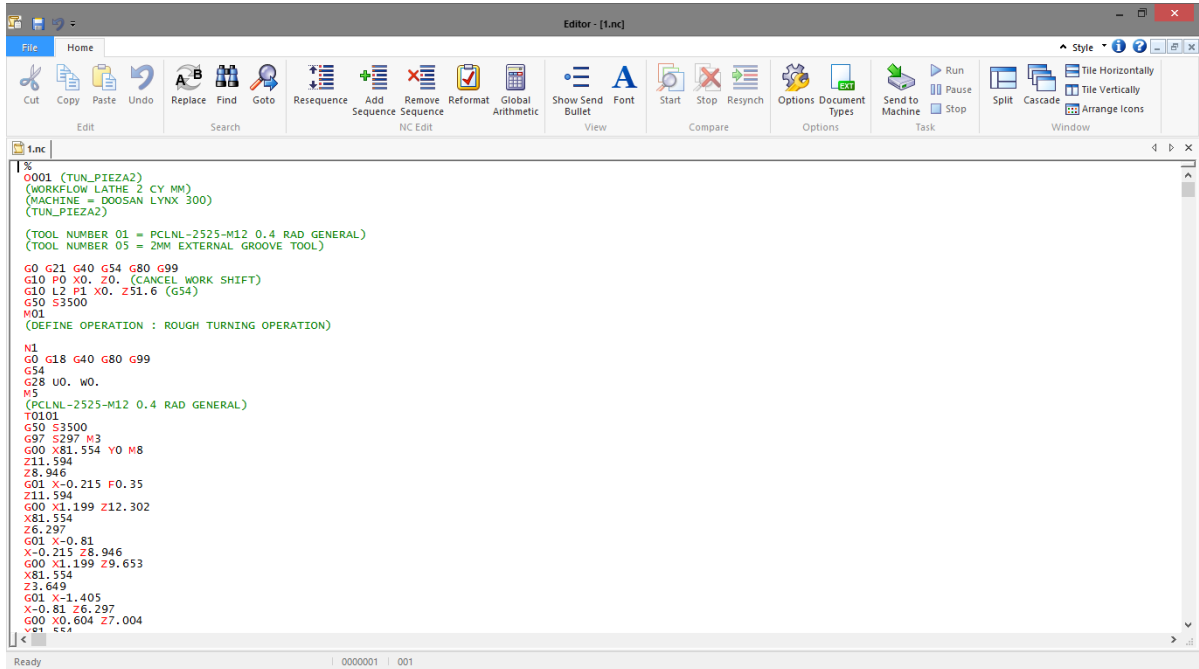 Editor - [1.nc]
File Home Style
Cut Copy Paste Undo Replace Find Goto Resequence Add Sequence Remove Sequence Reformat Global Arithmetic Show Send Bullet Font Start Stop Resynch Options Document Types Send to Machine Run Pause Stop Split Cascade Tile Horizontally Tile Vertically Arrange Icons
Edit Search NC Edit View Compare Options Task Window
1.nc
%
O001 (TUN_PIEZA2)
(WORKFLOW LATHE 2 CY MM)
(MACHINE = DOOSAN LYNX 300)
(TUN_PIEZA2)
(TOOL NUMBER 01 = PCLNL-2525-M12 0.4 RAD GENERAL)
(TOOL NUMBER 05 = 2MM EXTERNAL GROOVE TOOL)
G0 G21 G40 G54 G80 G99
G10 P0 X0. Z0. (CANCEL WORK SHIFT)
G10 L2 P1 X0. Z51.6 (G54)
G50 S3500
M01
(DEFINE OPERATION : ROUGH TURNING OPERATION)
N1
G0 G18 G40 G80 G99
G54
G28 U0. W0.
M5
(PCLNL-2525-M12 0.4 RAD GENERAL)
T0101
G50 S3500
G97 S297 M3
G00 X81.554 Y0 M8
Z11.594
Z8.946
G01 X-0.215 F0.35
Z11.594
G00 X1.199 Z12.302
X81.554
Z6.297
G01 X-0.81
X-0.215 Z8.946
G00 X1.199 Z9.653
X81.554
Z3.649
G01 X-1.405
X-0.81 Z6.297
G00 X0.604 Z7.004
X81.554
Ready 0000001 001